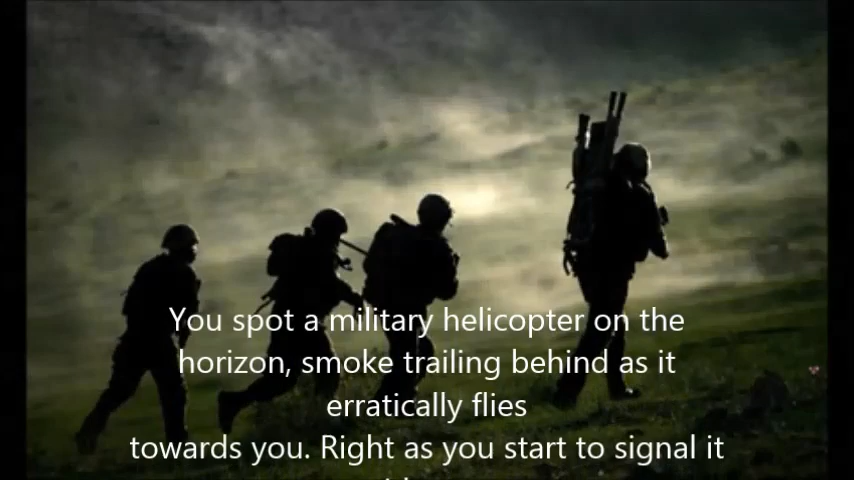 You spot a military helicopter on the
horizon, smoke trailing behind as it
erratically flies
towards you. Right as you start to signal it